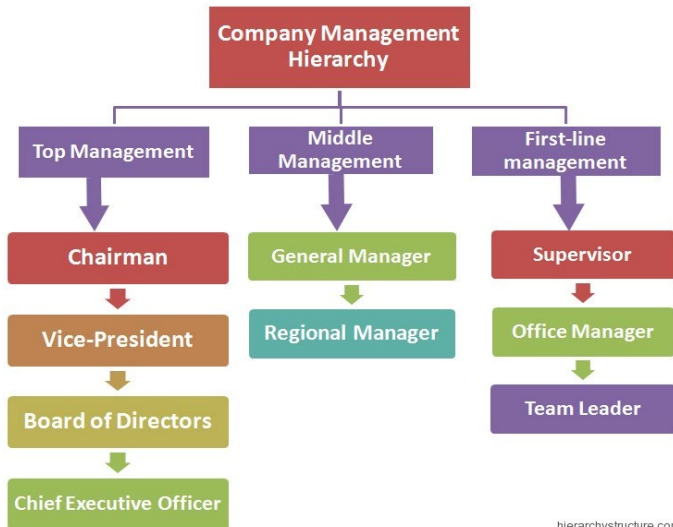 Company Management
Hierarchy
Top Management
Middle
Management
First-line
management
Chairman
Vice-President
Board of Directors
Chief Executive Officer
General Manager
Regional Manager
Supervisor
Office Manager
Team Leader